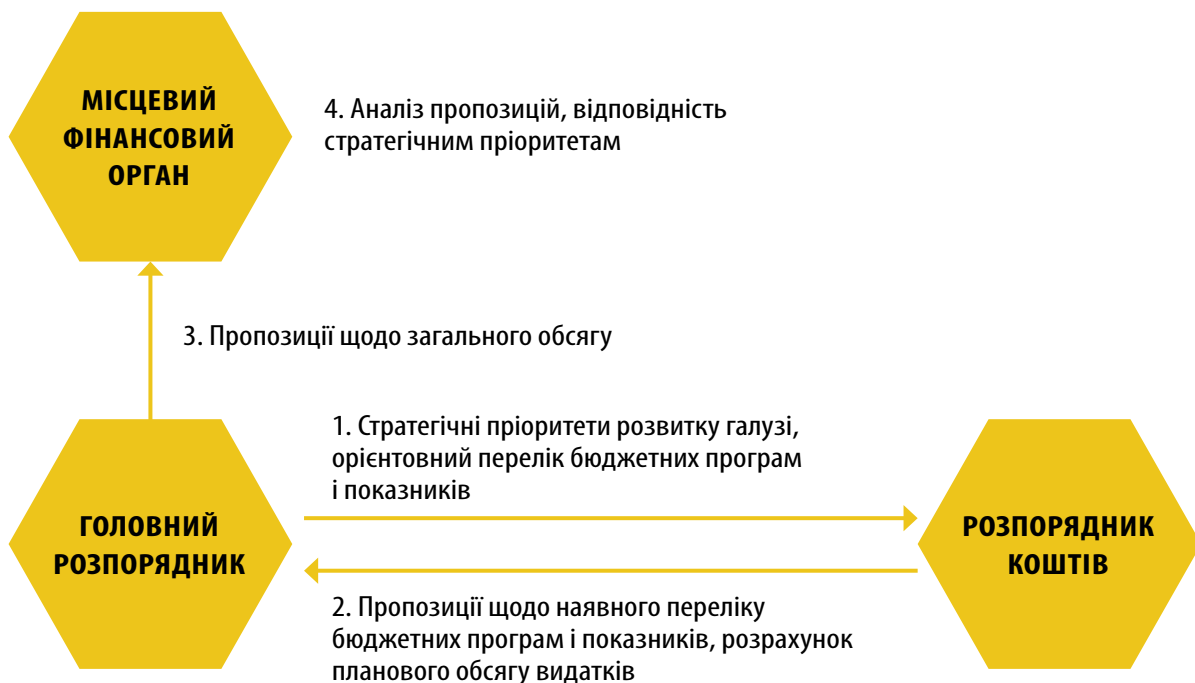 МІСЦЕВИЙ
ФІНАНСОВИЙ
ОРГАН
4. Аналіз пропозицій, відповідність
стратегічним пріоритетам
3. Пропозиції щодо загального обсягу
ГОЛОВНИЙ
РОЗПОРЯДНИК
1. Стратегічні пріоритети розвитку галузі,
орієнтовний перелік бюджетних програм
і показників
2. Пропозиції щодо наявного переліку
бюджетних програм і показників, розрахунок
планового обсягу видатків
РОЗПОРЯДНИК
КОШТІВ